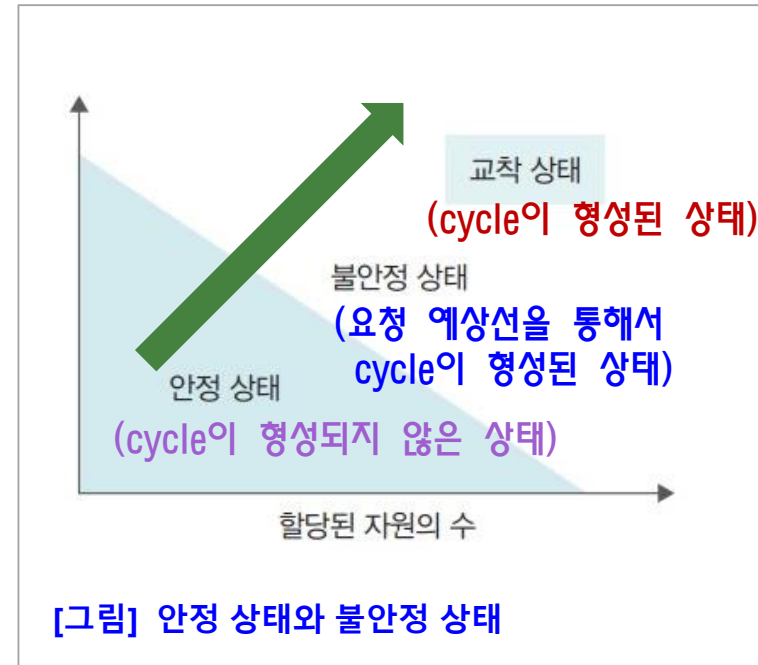 교착 상태
(cycle이 형성된 상태)
불안정 상태
(요청 예상선을 통해서
cycle이 형성된 상태)
안정 상태
(cycle이 형성되지 않은 상태)
할당된 자원의 수
[그림] 안정 상태와 불안정 상태